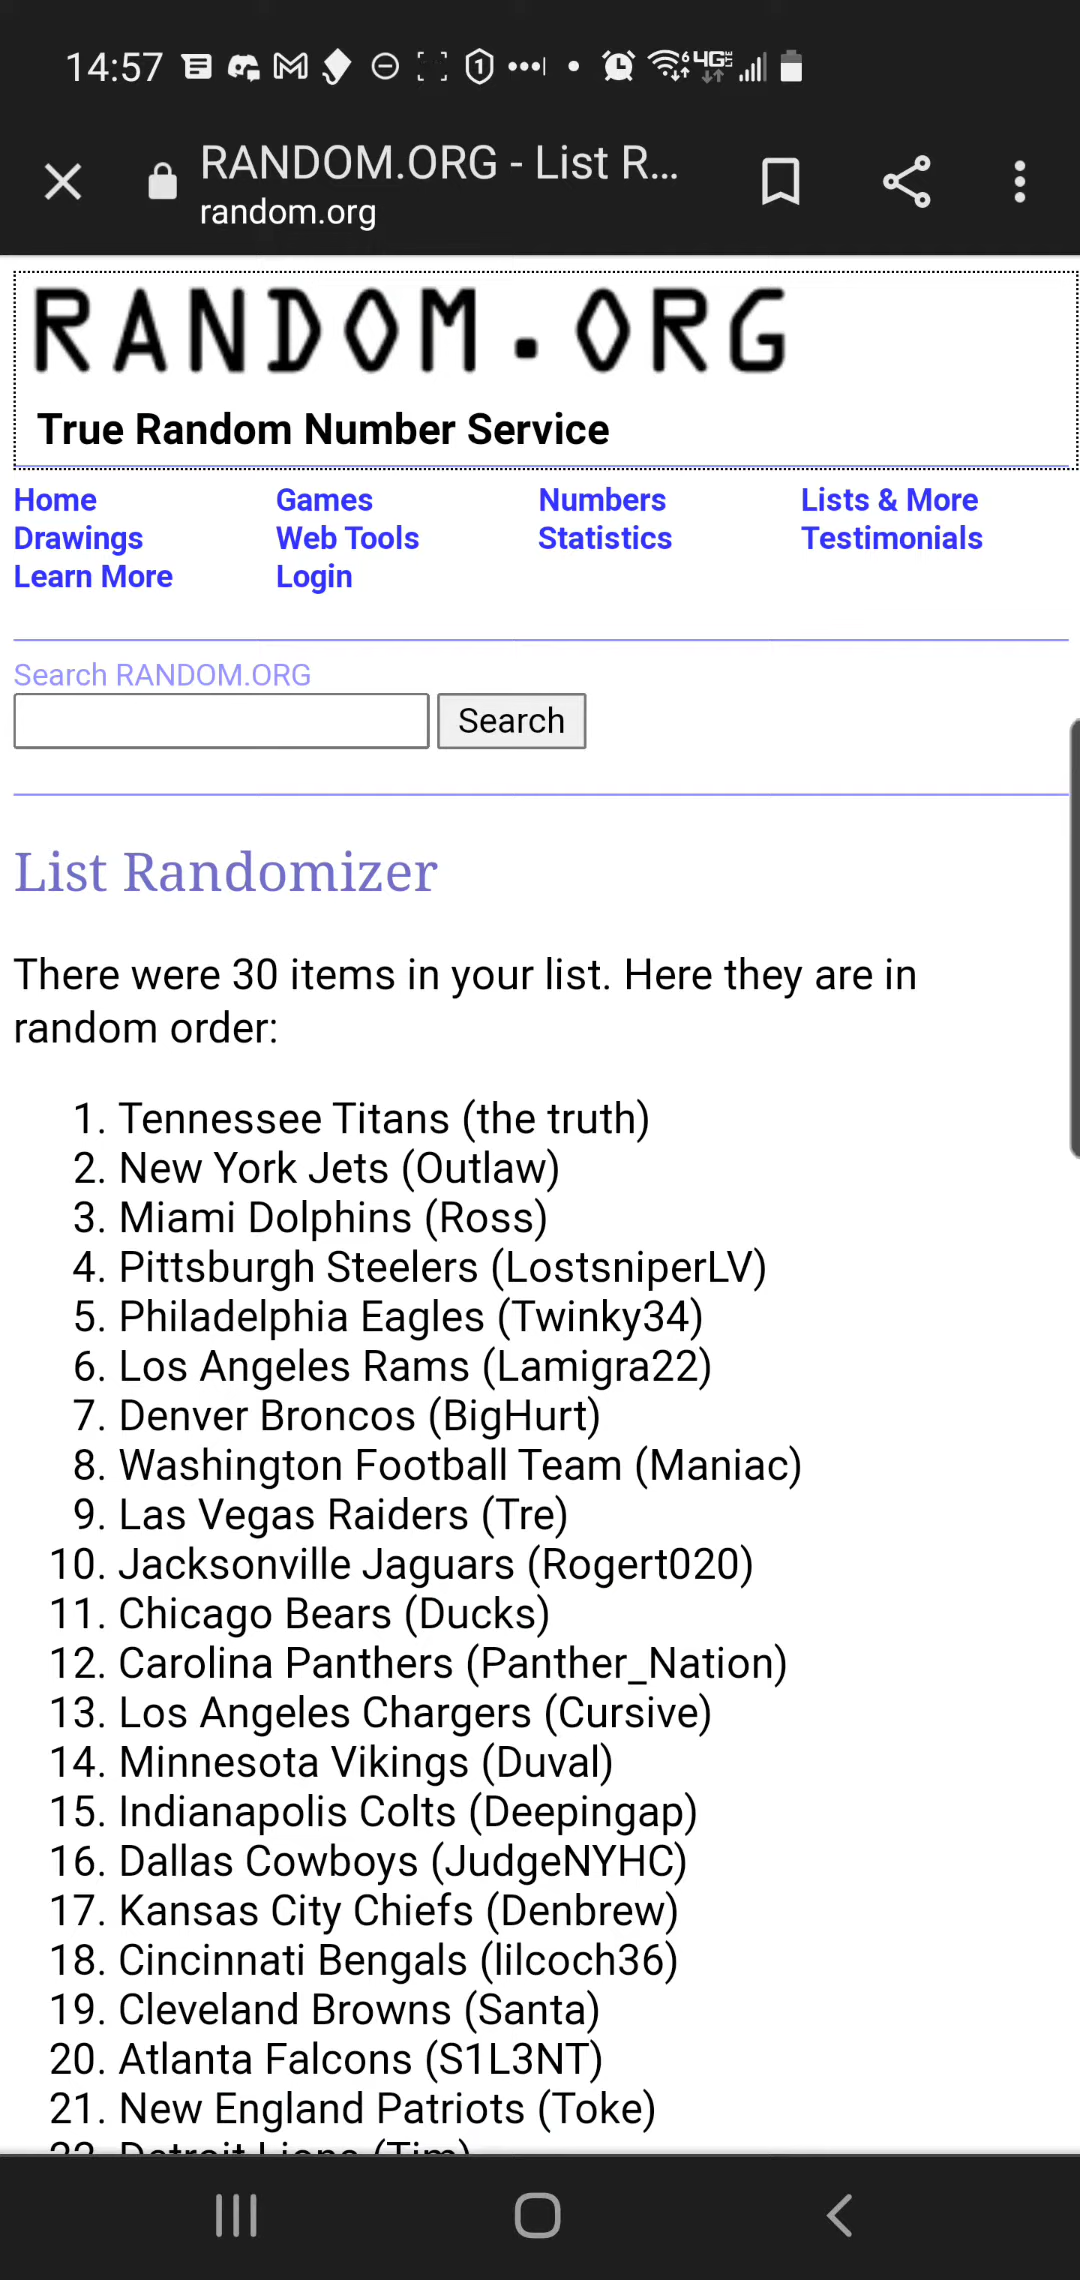 14:57
6 4G LTE
RANDOM.ORG - List R...
random.org
RANDOM.ORG
True Random Number Service
Home Games Numbers Lists & More
Drawings Web Tools Statistics Testimonials
Learn More Login
Search RANDOM.ORG
Search
List Randomizer
There were 30 items in your list. Here they are in
random order:
1. Tennessee Titans (the truth)
2. New York Jets (Outlaw)
3. Miami Dolphins (Ross)
4. Pittsburgh Steelers (LostsniperLV)
5. Philadelphia Eagles (Twinky34)
6. Los Angeles Rams (Lamigra22)
7. Denver Broncos (BigHurt)
8. Washington Football Team (Maniac)
9. Las Vegas Raiders (Tre)
10. Jacksonville Jaguars (Rogert020)
11. Chicago Bears (Ducks)
12. Carolina Panthers (Panther_Nation)
13. Los Angeles Chargers (Cursive)
14. Minnesota Vikings (Duval)
15. Indianapolis Colts (Deepingap)
16. Dallas Cowboys (JudgeNYHC)
17. Kansas City Chiefs (Denbrew)
18. Cincinnati Bengals (lilcoch36)
19. Cleveland Browns (Santa)
20. Atlanta Falcons (S1L3NT)
21. New England Patriots (Toke)
22. Detroit Lions (Tim)